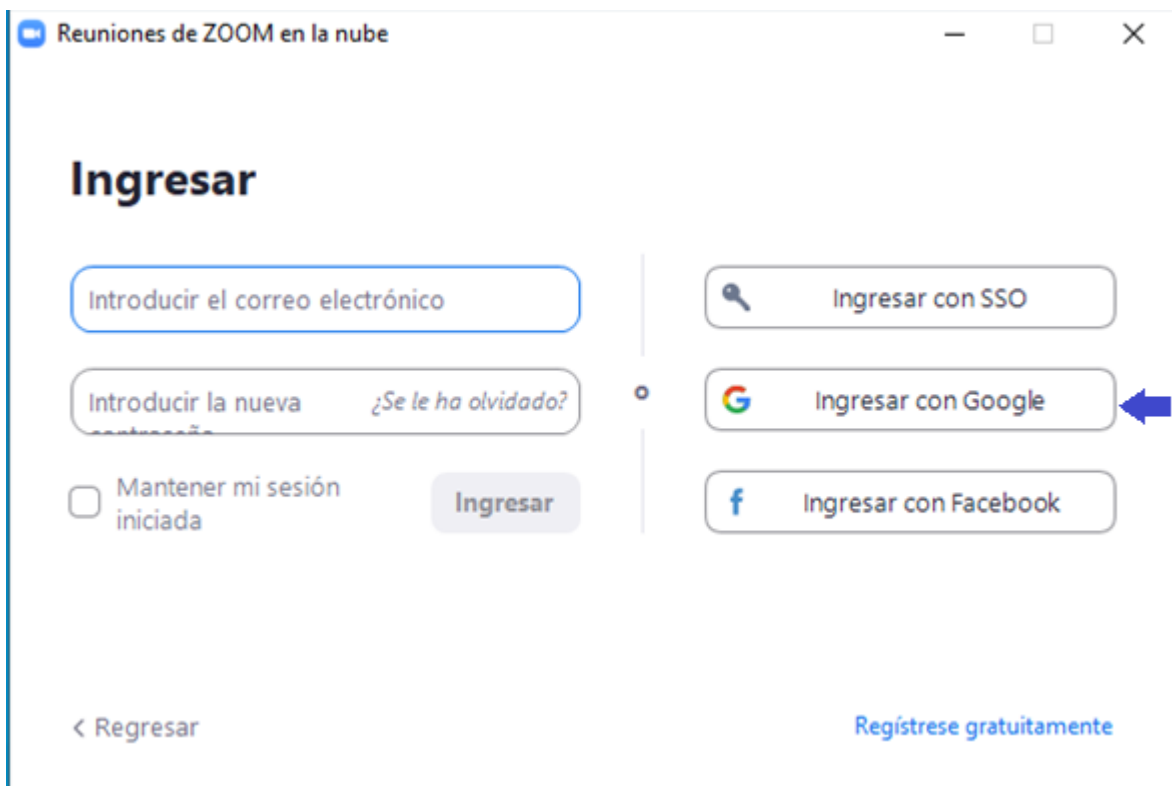 Reuniones de ZOOM en la nube
Ingresar
Introducir el correo electrónico
Introducir la nueva
¿Se le ha olvidado?
contraseña
Mantener mi sesión
iniciada
Ingresar
o
Ingresar con SSO
Ingresar con Google
Ingresar con Facebook
< Regresar
Regístrese gratuitamente